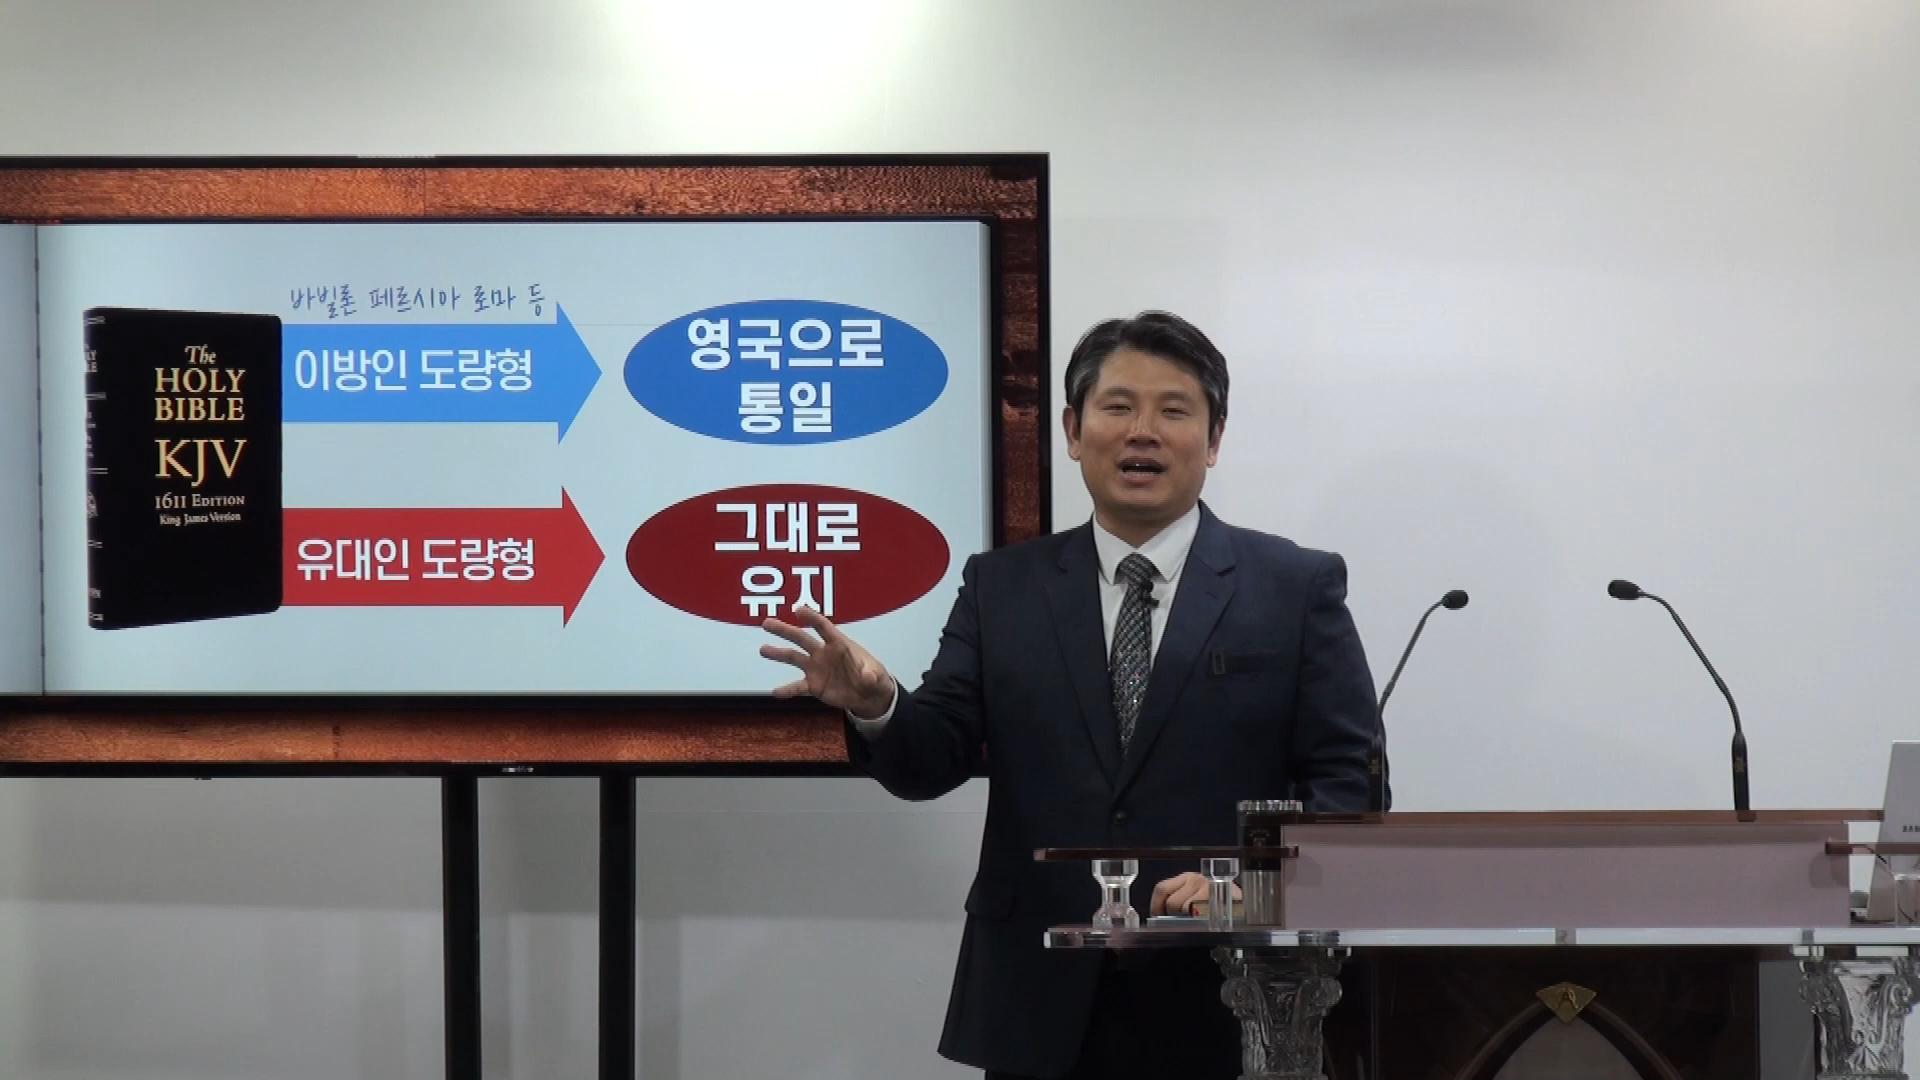 바빌론 페르시아 로마 등
이방인 도량형
영국으로
통일
The
HOLY
BIBLE
KJV
1611 EDITION
King James Version
유대인 도량형
그대로
유지